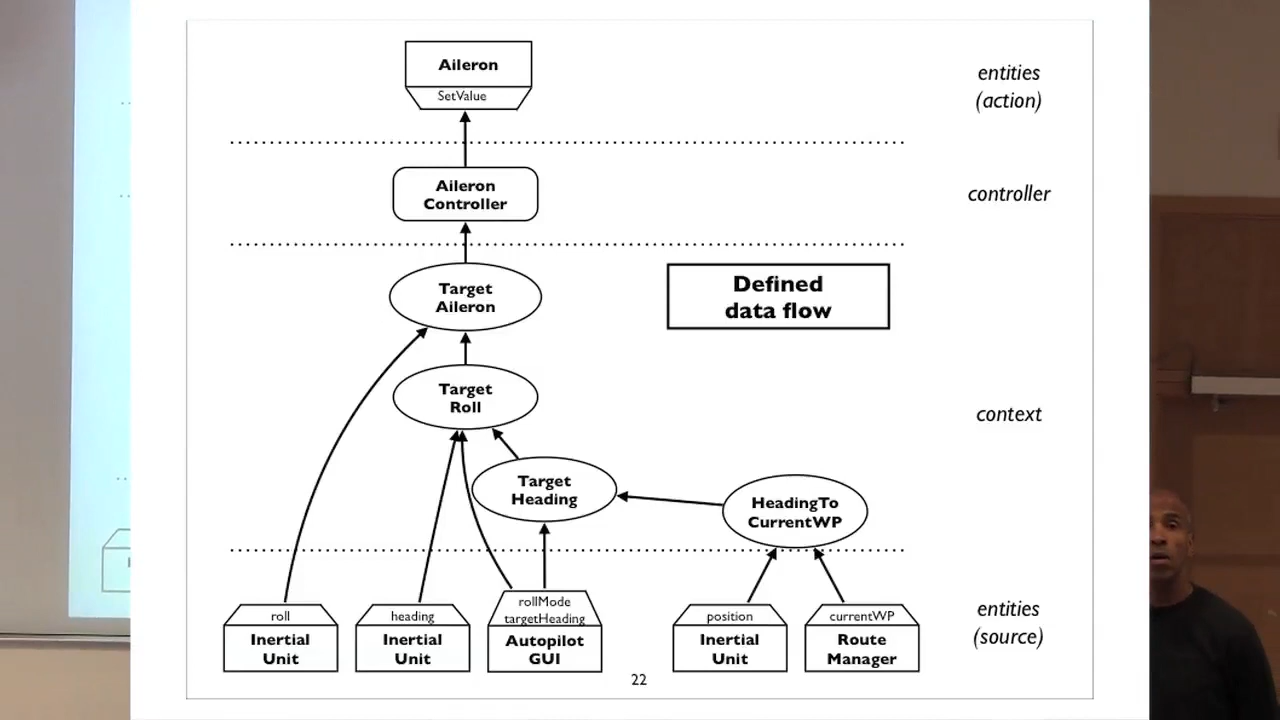 Aileron
SetValue
entities
(action)
Aileron
Controller
controller
Target
Aileron
Defined
data flow
Target
Roll
context
Target
Heading
HeadingTo
CurrentWP
roll
Inertial
Unit
heading
Inertial
Unit
rollMode
targetHeading
Autopilot
GUI
position
Inertial
Unit
currentWP
Route
Manager
entities
(source)
22